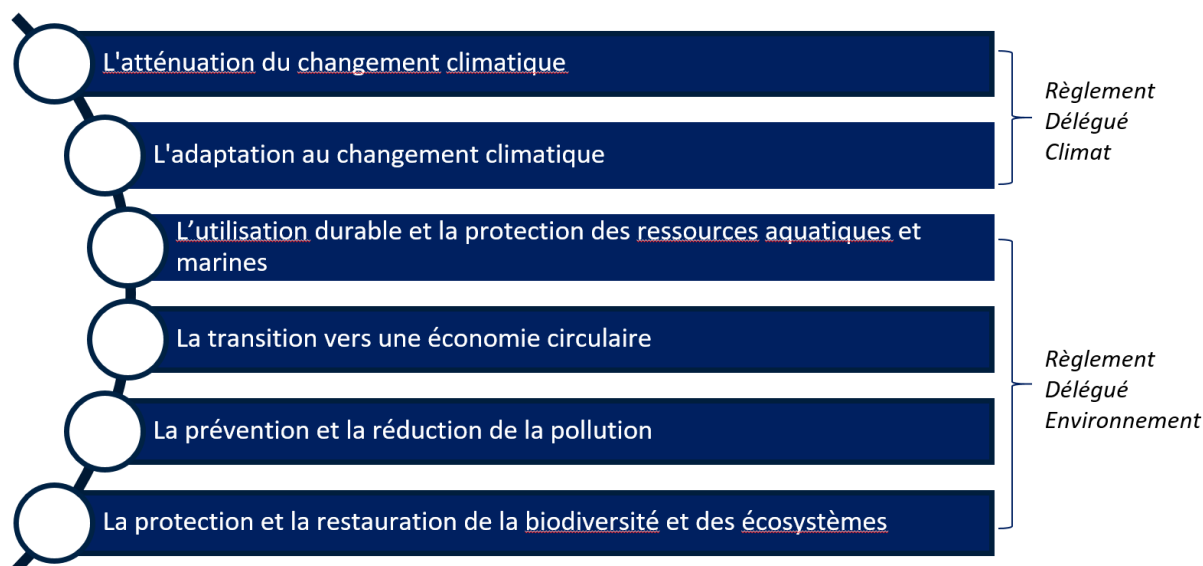 L'atténuation du changement climatique
L'adaptation au changement climatique
L’utilisation durable et la protection des ressources aquatiques et
marines
La transition vers une économie circulaire
La prévention et la réduction de la pollution
La protection et la restauration de la biodiversité et des écosystèmes
Règlement
Délégué
Climat
Règlement
Délégué
Environnement